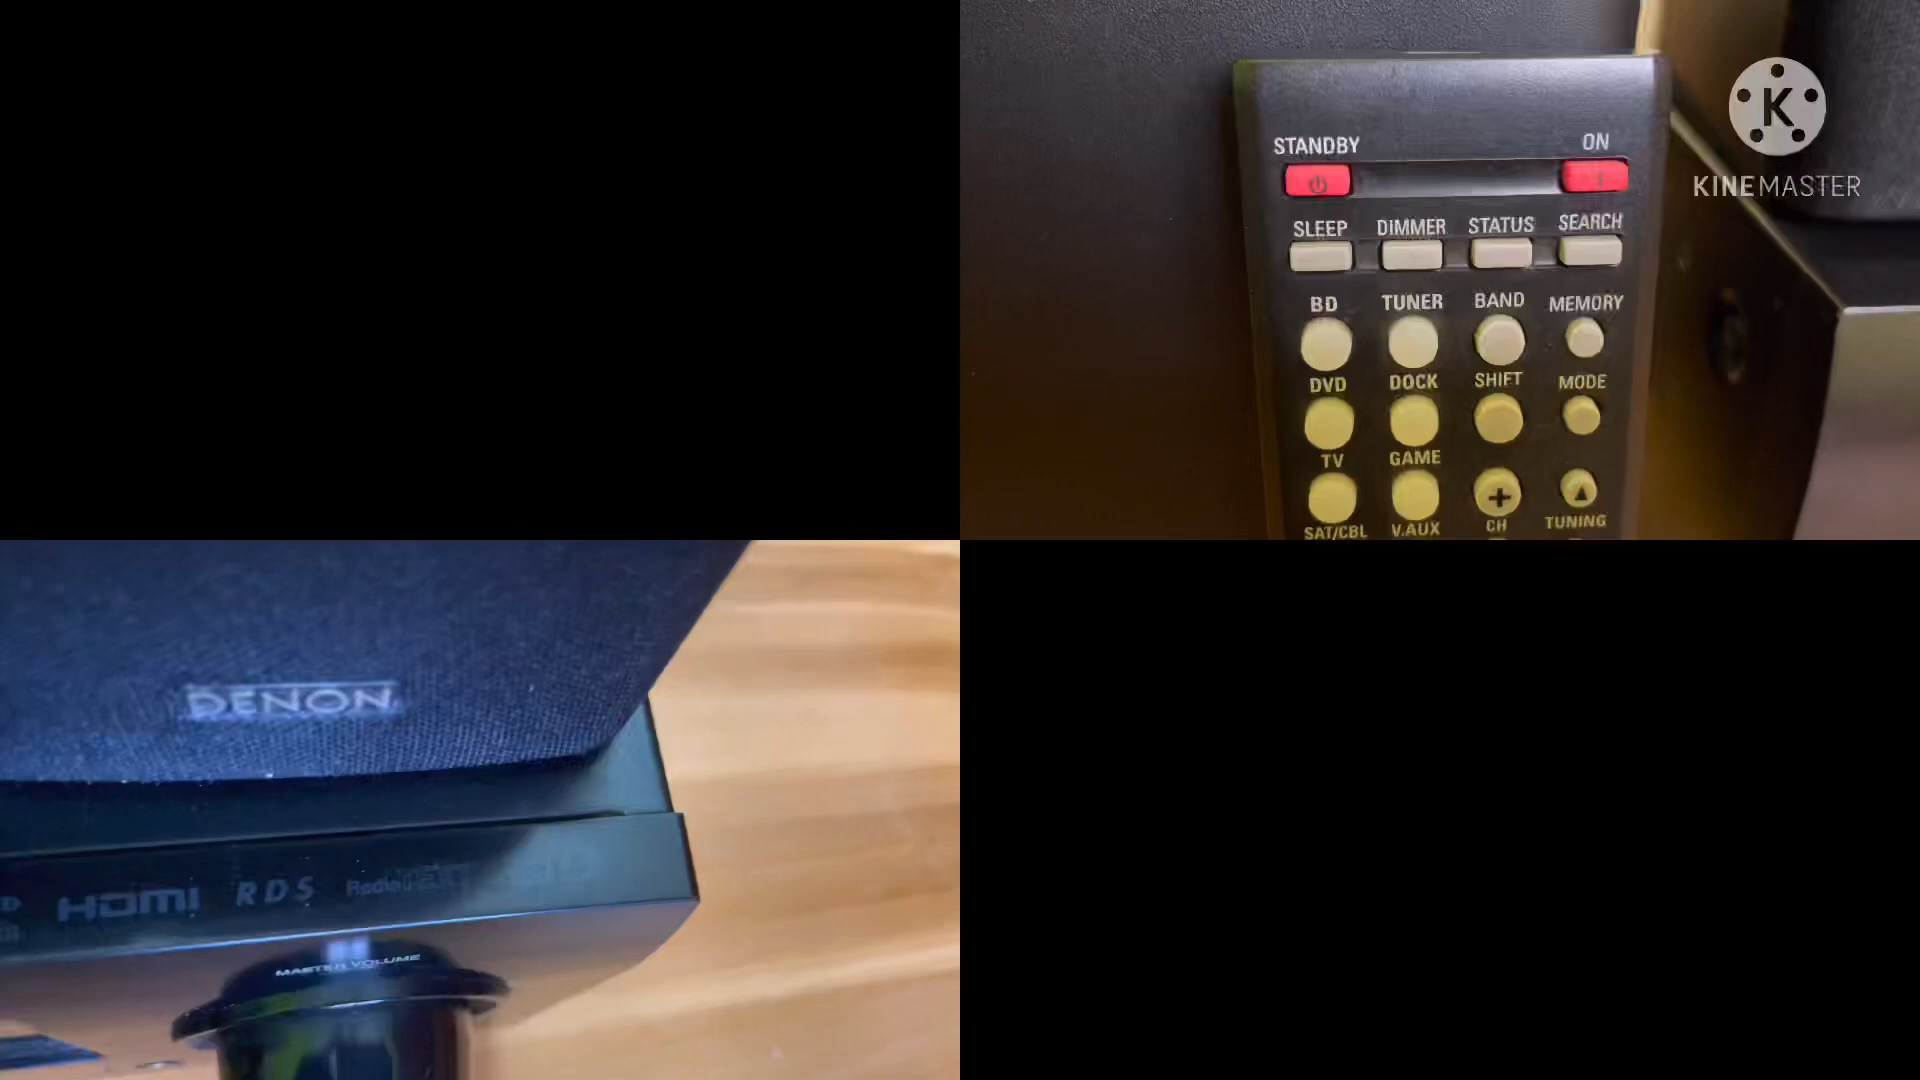 STANDBY ON
K
KINEMASTER
SLEEP DIMMER STATUS SEARCH
BD TUNER BAND MEMORY
DVD DOCK SHIFT MODE
TV GAME
SAT/CBL V.AUX CH TUNING
DENON
HDMI RDS Radio
MASTER VOLUME